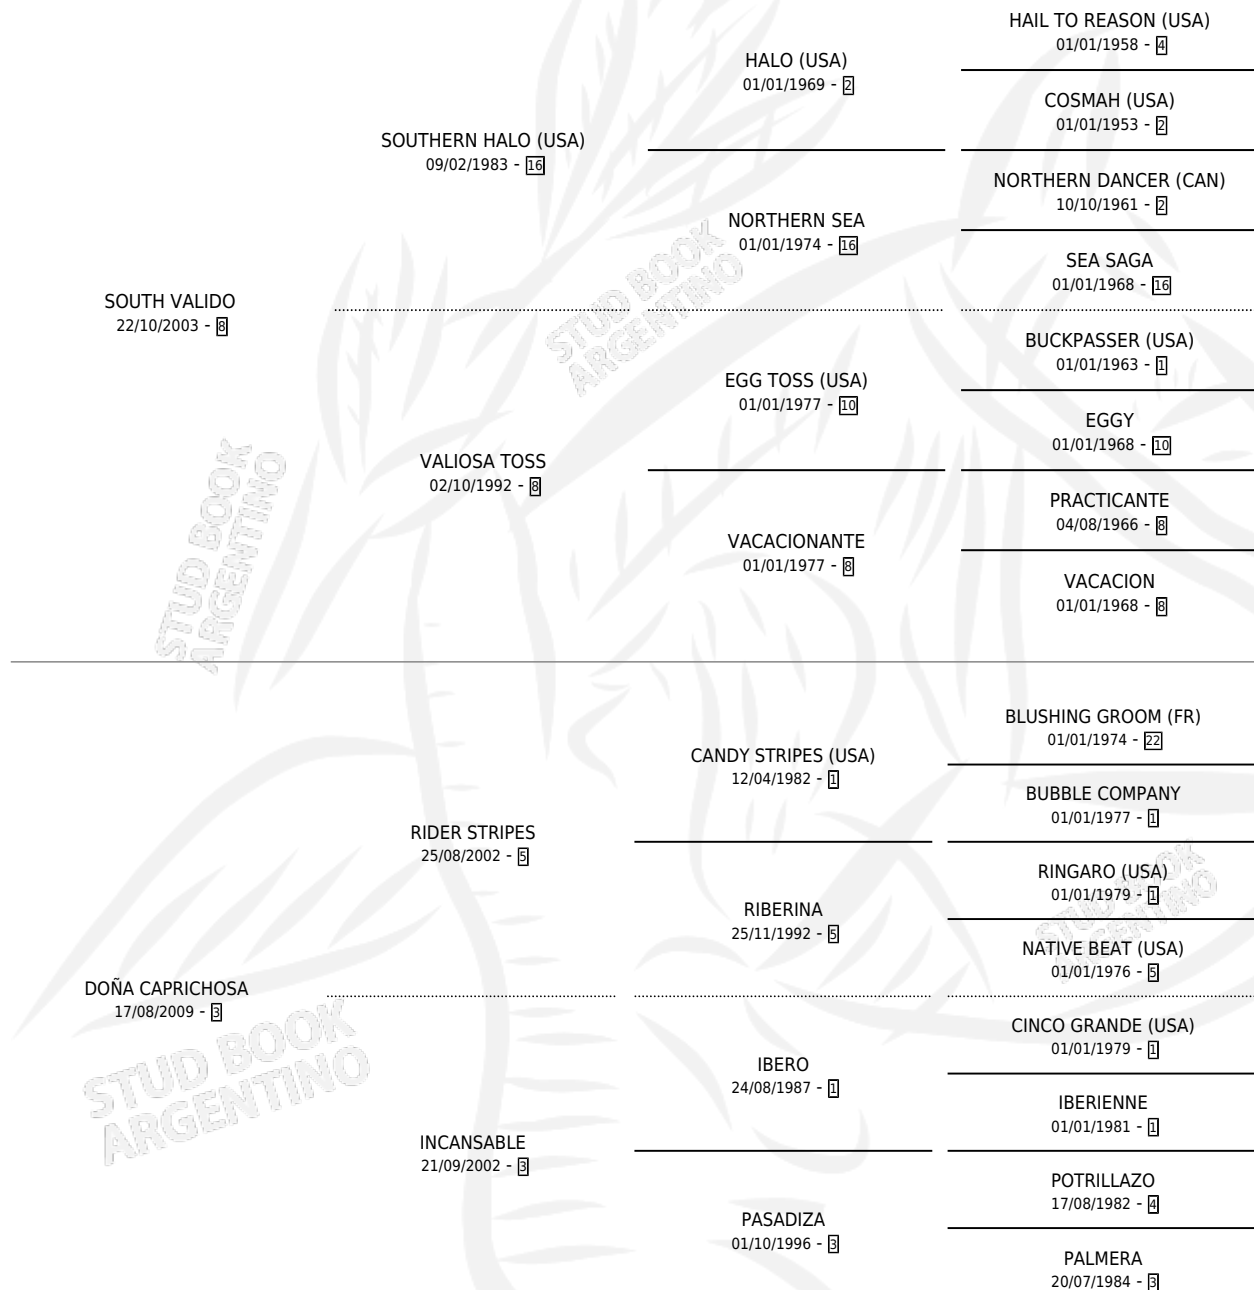 HAIL TO REASON (USA)
01/01/1958 - 4
HALO (USA)
01/01/1969 - 2
COSMAH (USA)
01/01/1953 - 2
SOUTHERN HALO (USA)
09/02/1983 - 16
NORTHERN DANCER (CAN)
10/10/1961 - 2
NORTHERN SEA
01/01/1974 - 16
SEA SAGA
01/01/1968 - 16
SOUTH VALIDO
22/10/2003 - 8
BUCKPASSER (USA)
01/01/1963 - 1
EGG TOSS (USA)
01/01/1977 - 10
EGGY
01/01/1968 - 10
VALIOSA TOSS
02/10/1992 - 8
PRACTICANTE
04/08/1966 - 8
VACACIONANTE
01/01/1977 - 8
VACACION
01/01/1968 - 8
BLUSHING GROOM (FR)
01/01/1974 - 22
CANDY STRIPES (USA)
12/04/1982 - 1
BUBBLE COMPANY
01/01/1977 - 1
RIDER STRIPES
25/08/2002 - 5
RINGARO (USA)
01/01/1979 - 1
RIBERINA
25/11/1992 - 5
NATIVE BEAT (USA)
01/01/1976 - 5
DOÑA CAPRICHOSA
17/08/2009 - 3
CINCO GRANDE (USA)
01/01/1979 - 1
IBERO
24/08/1987 - 1
IBERIENNE
01/01/1981 - 1
INCANSABLE
21/09/2002 - 3
POTRILLAZO
17/08/1982 - 4
PASADIZA
01/10/1996 - 3
PALMERA
20/07/1984 - 3
STUD BOOK
ARGENTINO
STUD BOOK
ARGENTINO
STUD BOOK
ARGENTINO
STUD BOOK
ARGENTINO